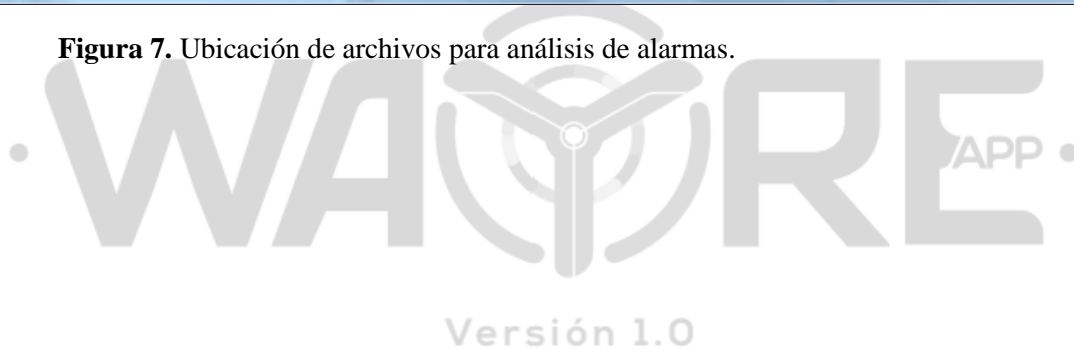 Figura 7. Ubicación de archivos para análisis de alarmas.
WAYRE
APP
Versión 1.0